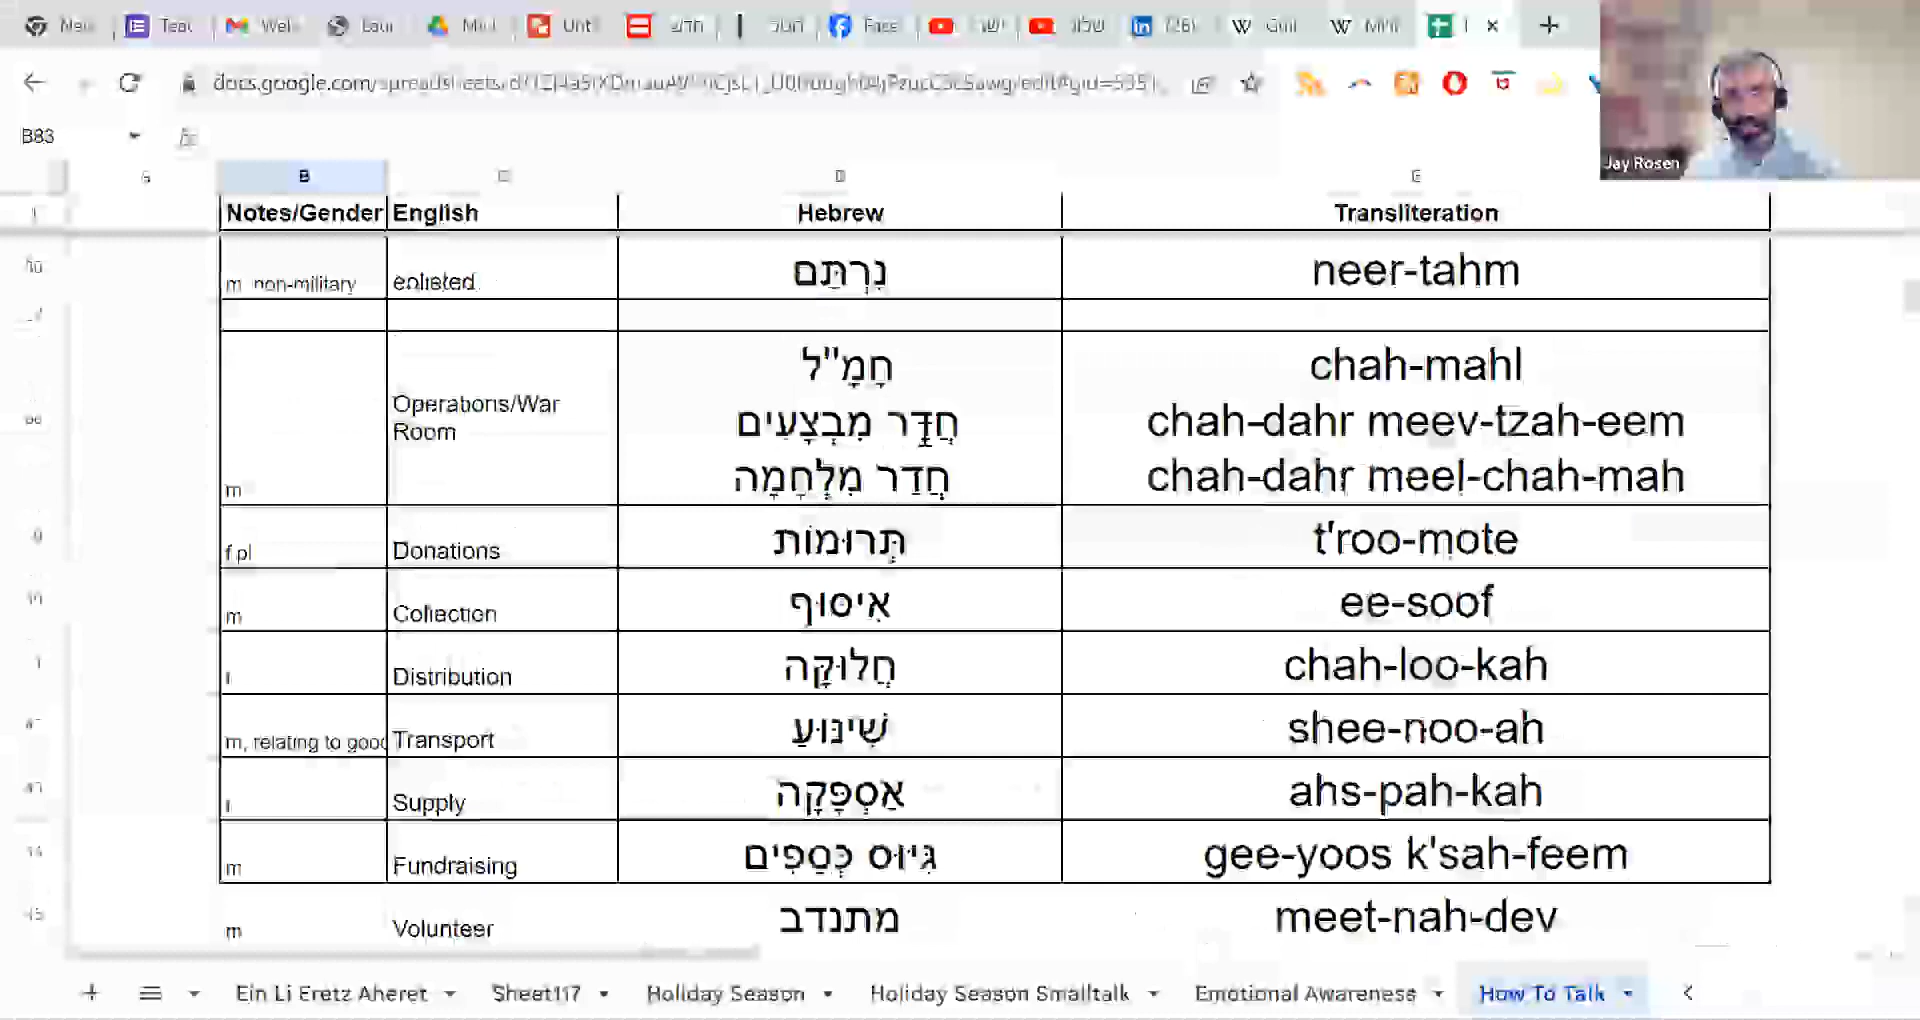 Jay Rosen
B83
B
Notes/Gender English Hebrew Transliteration
m non-military enlisted נִרְתַּם neer-tahm
חָמָ"ל chah-mahl
Operations/War Room
חֲדַר מִבְצָעִים chah-dahr meev-tzah-eem
חֲדַר מִלְחָמָה chah-dahr meel-chah-mah
m
f pl Donations תְּרוּמוֹת t'roo-mote
m Collection אִיסּוּף ee-soof
Distribution חֲלוּקָּה chah-loo-kah
m, relating to good Transport שִׁינּוּעַ shee-noo-ah
Supply אַסְפָּקָה ahs-pah-kah
m Fundraising גִּיּוּס כְּסַפִים gee-yoos k'sah-feem
m Volunteer מתנדב meet-nah-dev
Ein Li Eretz Aheret Sheet117 Holiday Season Holiday Season Smalltalk Emotional Awareness How To Talk